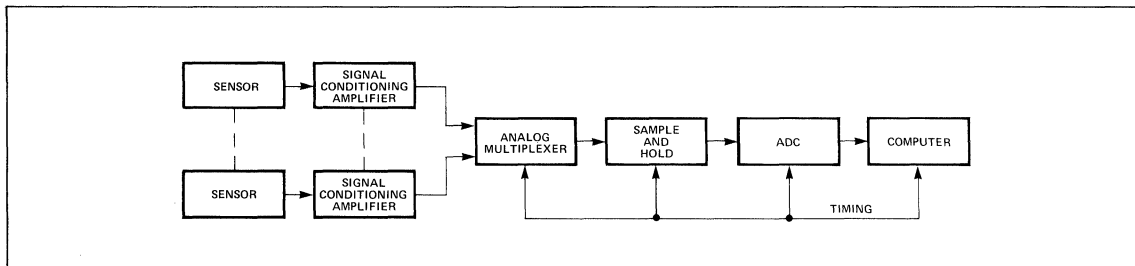 SENSOR
SIGNAL
CONDITIONING
AMPLIFIER
ANALOG
MULTIPLEXER
SAMPLE
AND
HOLD
ADC
COMPUTER
SENSOR
SIGNAL
CONDITIONING
AMPLIFIER
TIMING